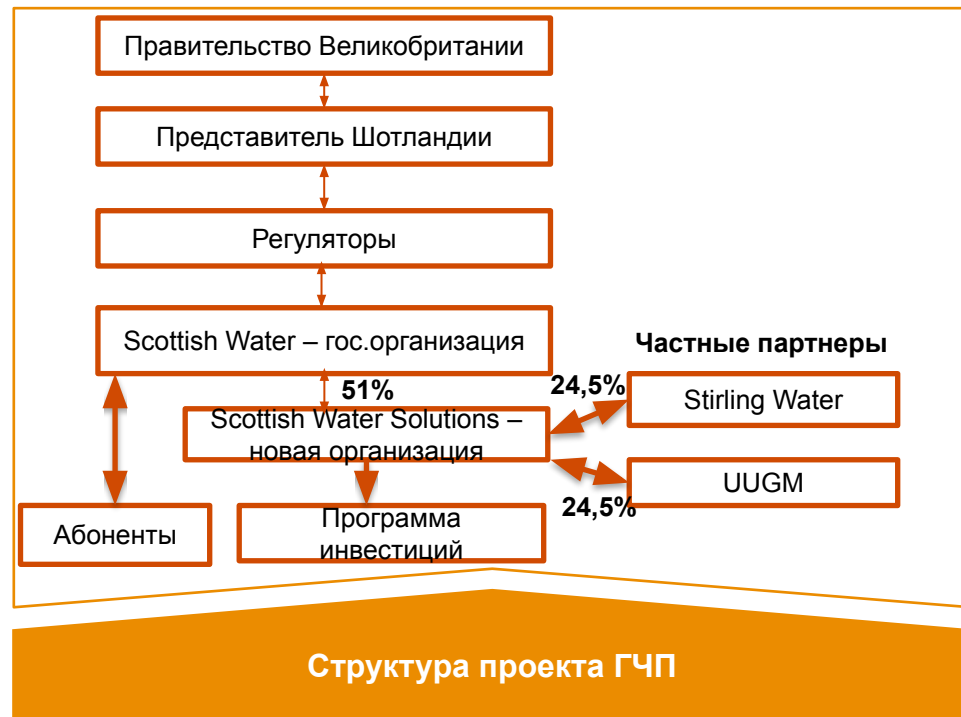 Правительство Великобритании
Представитель Шотландии
Регуляторы
Scottish Water – гос.организация
Частные партнеры
51%
24,5%
Stirling Water
Scottish Water Solutions –
новая организация
UUGM
24,5%
Абоненты
Программа
инвестиций
Структура проекта ГЧП